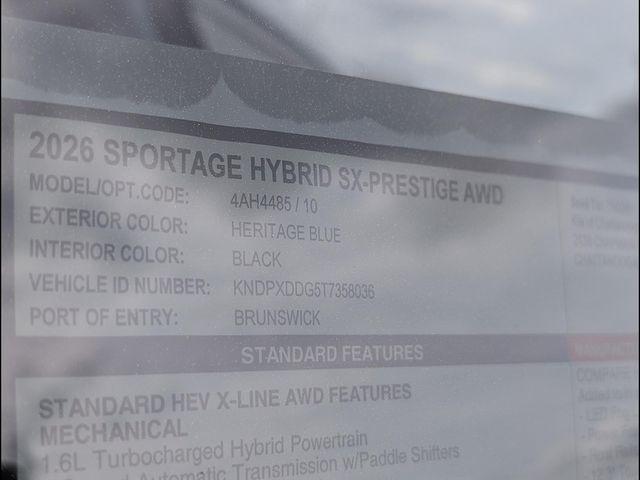 2026 SPORTAGE HYBRID SX-PRESTIGE AWD
MODEL/OPT.CODE: 4AH4485 / 10
EXTERIOR COLOR: HERITAGE BLUE
INTERIOR COLOR: BLACK
VEHICLE ID NUMBER: KNDPXDDG5T7358036
PORT OF ENTRY: BRUNSWICK
STANDARD FEATURES
STANDARD HEV X-LINE AWD FEATURES
MECHANICAL
1.6L Turbocharged Hybrid Powertrain
Automatic Transmission w/Paddle Shifters